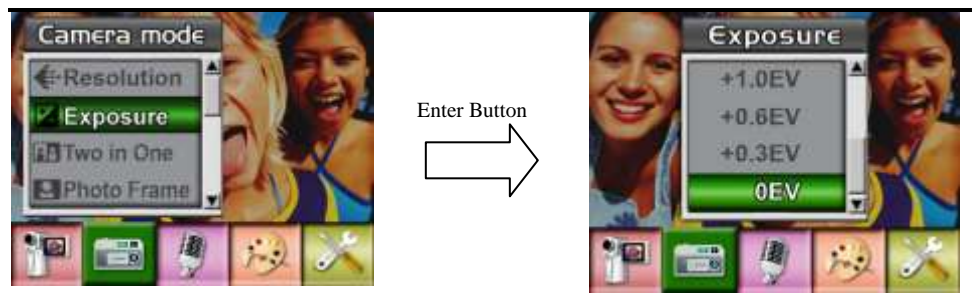 Camera mode
Resolution
Exposure
Two in One
Photo Frame
Enter Button
Exposure
+1.0EV
+0.6EV
+0.3EV
0EV